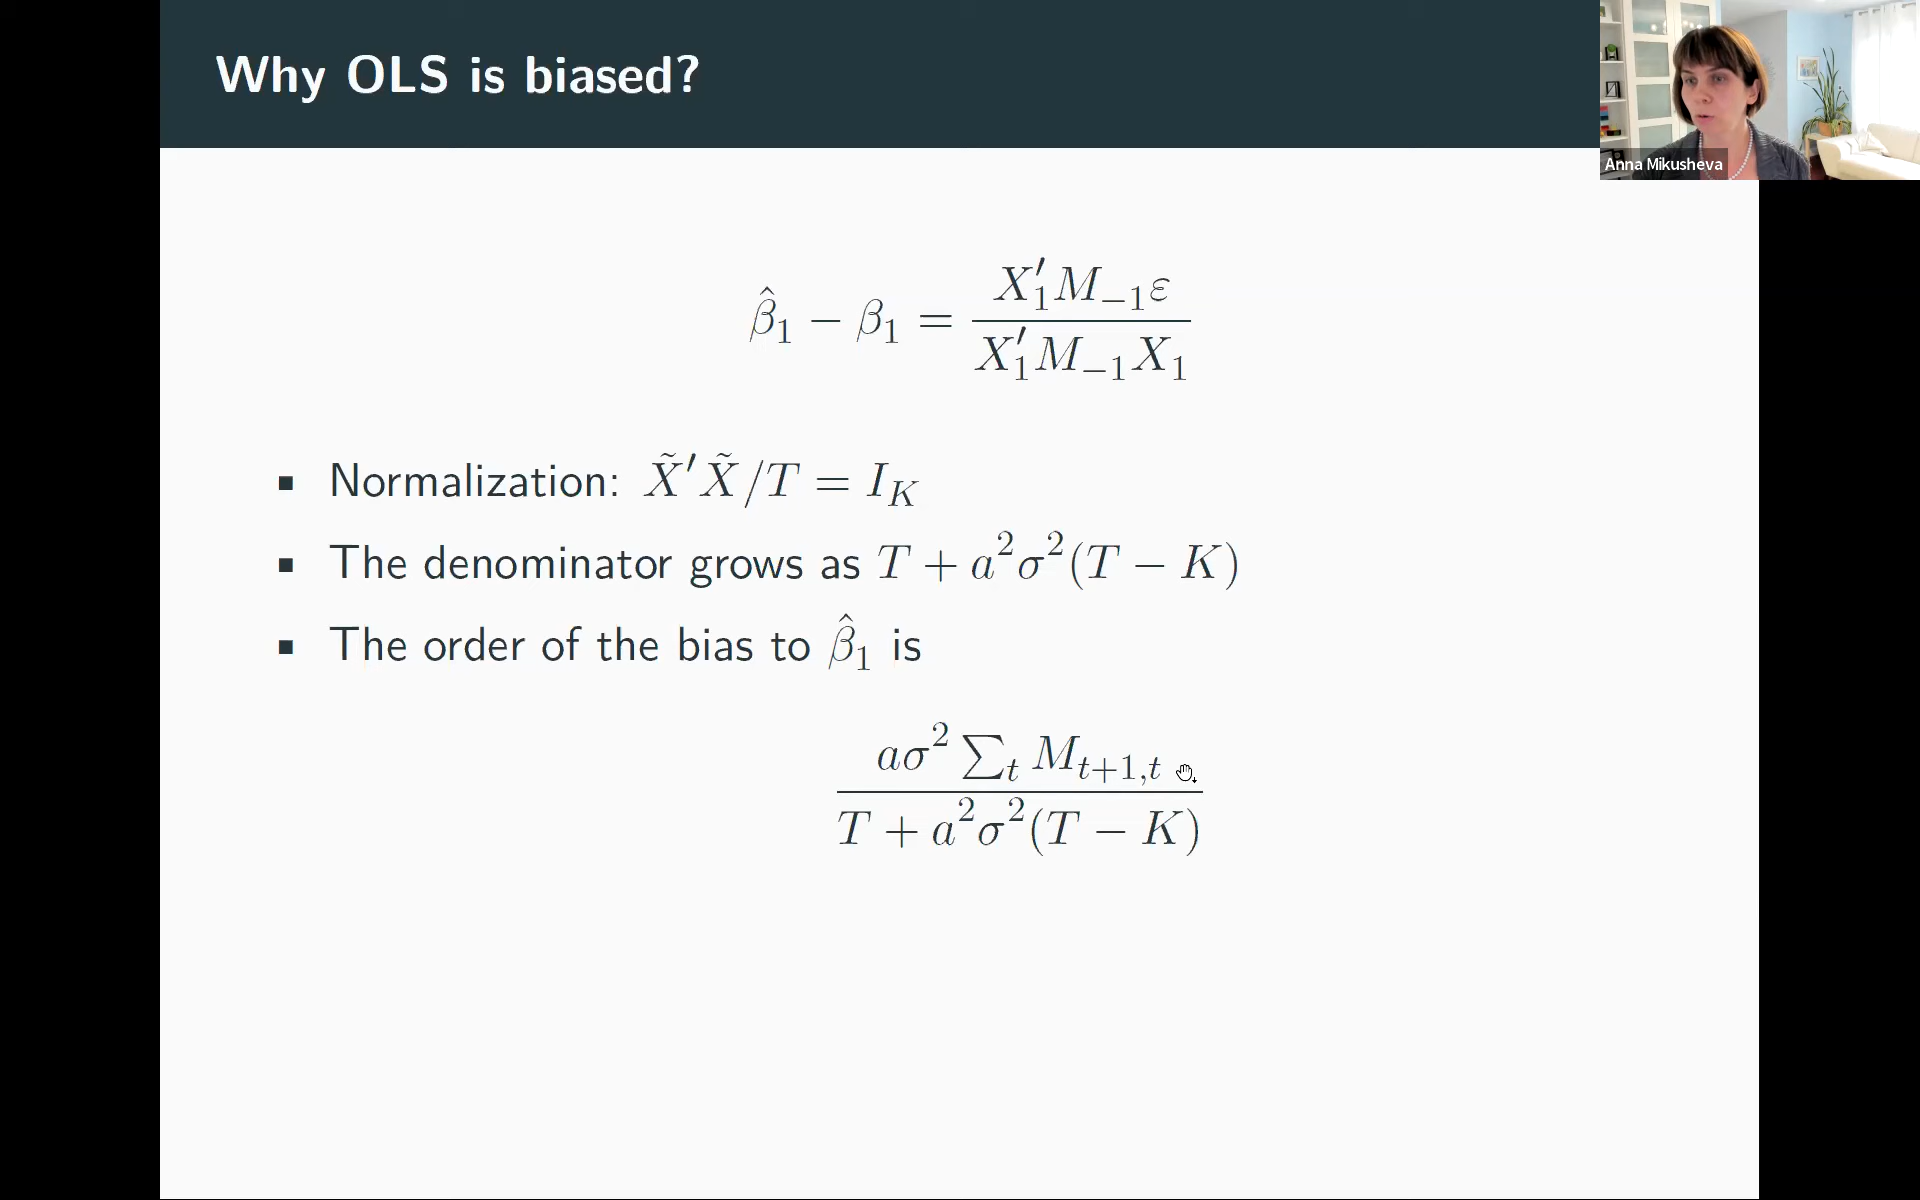 Why OLS is biased?
Anna Mikusheva
β̂₁ − β₁ = X₁′M₋₁ε / X₁′M₋₁X₁
▪ Normalization: X̃′X̃/T = I_K
▪ The denominator grows as T + a²σ²(T − K)
▪ The order of the bias to β̂₁ is
aσ² ∑_t M_{t+1,t} / T + a²σ²(T − K)